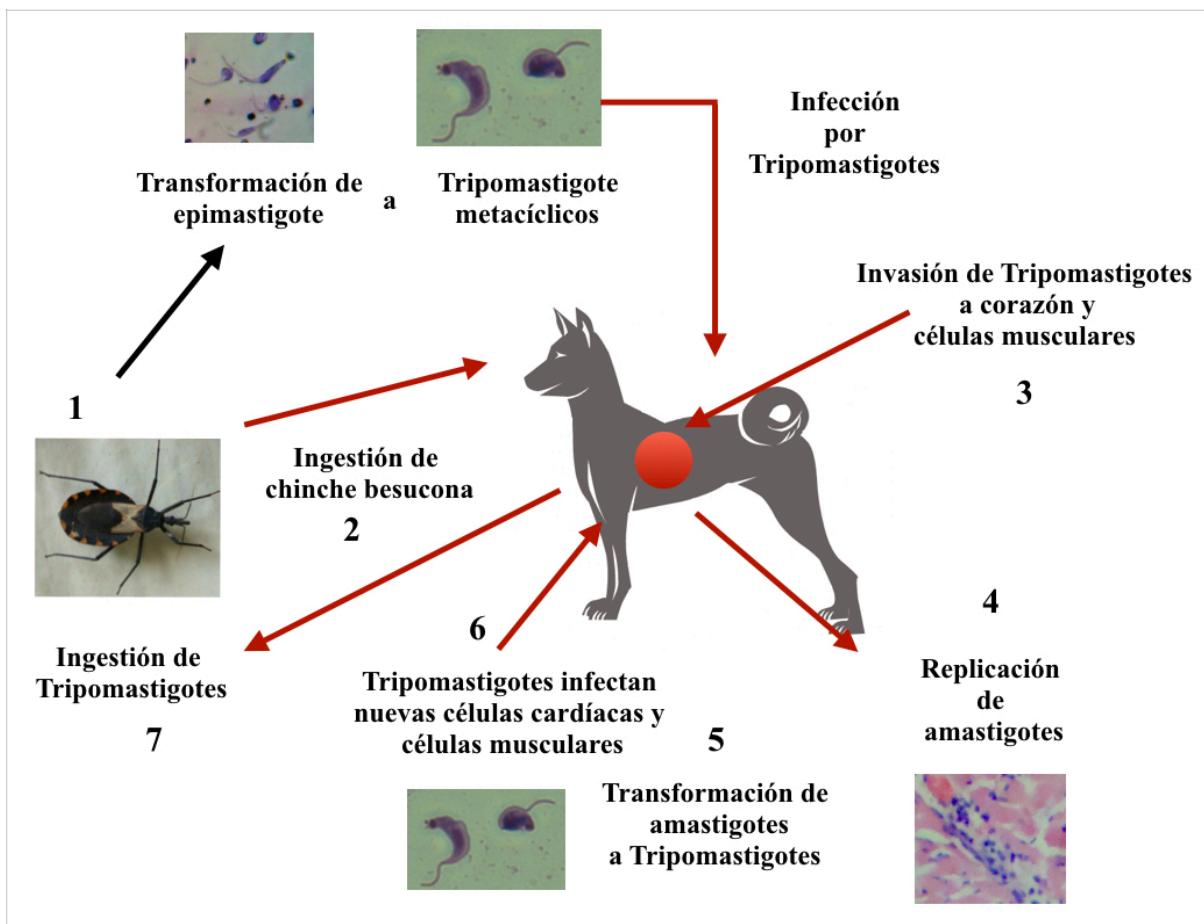 Transformación de
epimastigote
a
Tripomastigote
metacíclicos
Infección
por
Tripomastigotes
1
Ingestión de
chinche besucona
2
Invasión de Tripomastigotes
a corazón y
células musculares
3
4
Replicación
de
amastigotes
5
Transformación de
amastigotes
a Tripomastigotes
6
Tripomastigotes infectan
nuevas células cardíacas y
células musculares
Ingestión de
Tripomastigotes
7